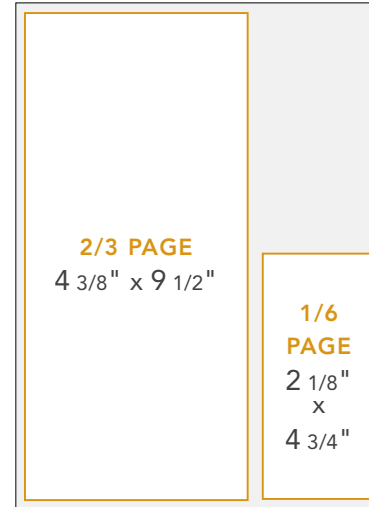 2/3 PAGE
4 3/8" x 9 1/2"
1/6
PAGE
2 1/8"
x
4 3/4"